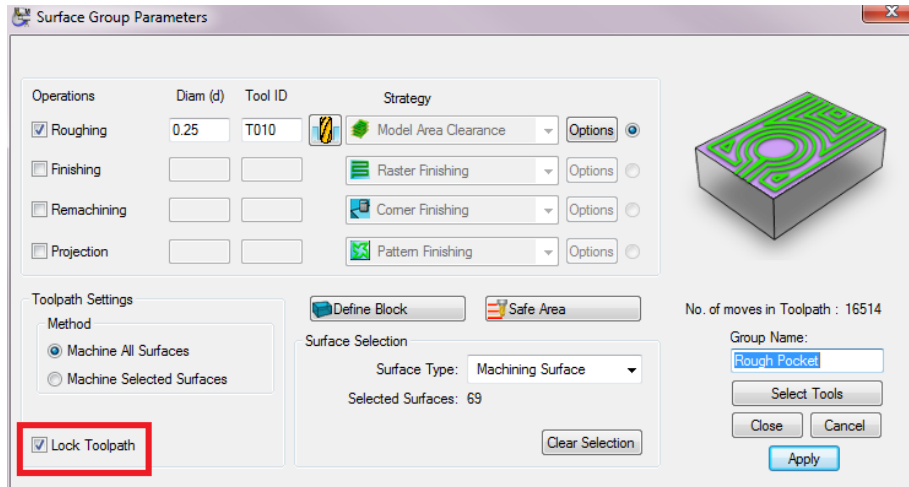 Surface Group Parameters
Operations Diam (d) Tool ID Strategy
Roughing 0.25 T010 Model Area Clearance Options
Finishing Raster Finishing Options
Remachining Corner Finishing Options
Projection Pattern Finishing Options
Toolpath Settings
Method
Machine All Surfaces
Machine Selected Surfaces
Lock Toolpath
Define Block Safe Area
Surface Selection
Surface Type: Machining Surface
Selected Surfaces: 69
Clear Selection
No. of moves in Toolpath : 16514
Group Name:
Rough Pocket
Select Tools
Close Cancel
Apply